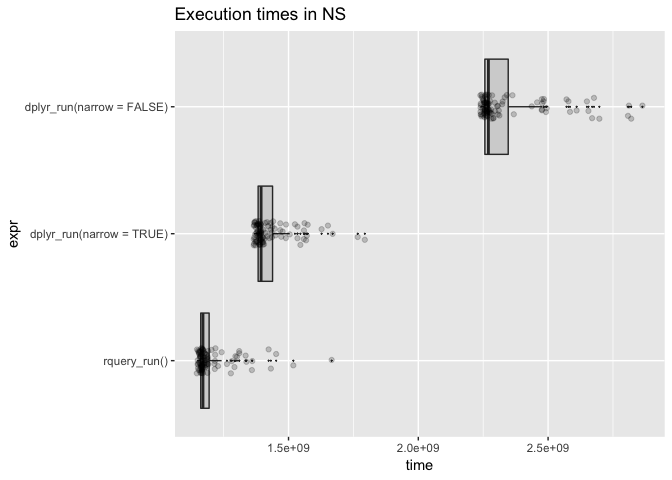 Execution times in NS
expr
dplyr_run(narrow = FALSE)
dplyr_run(narrow = TRUE)
rquery_run()
1.5e+09 2.0e+09 2.5e+09
time